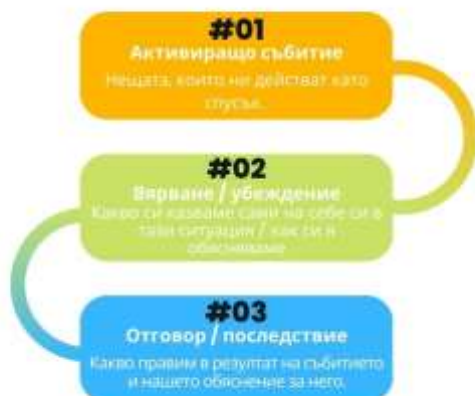 #01
Активиращо събитие
Нещата, които ни действат като
спусък.
#02
Вярване / убеждение
Какво си казваме сами на себе си в
тази ситуация / как си я
обясняваме
#03
Отговор / последствие
Какво правим в резултат на събитието
и нашето обяснение за него.